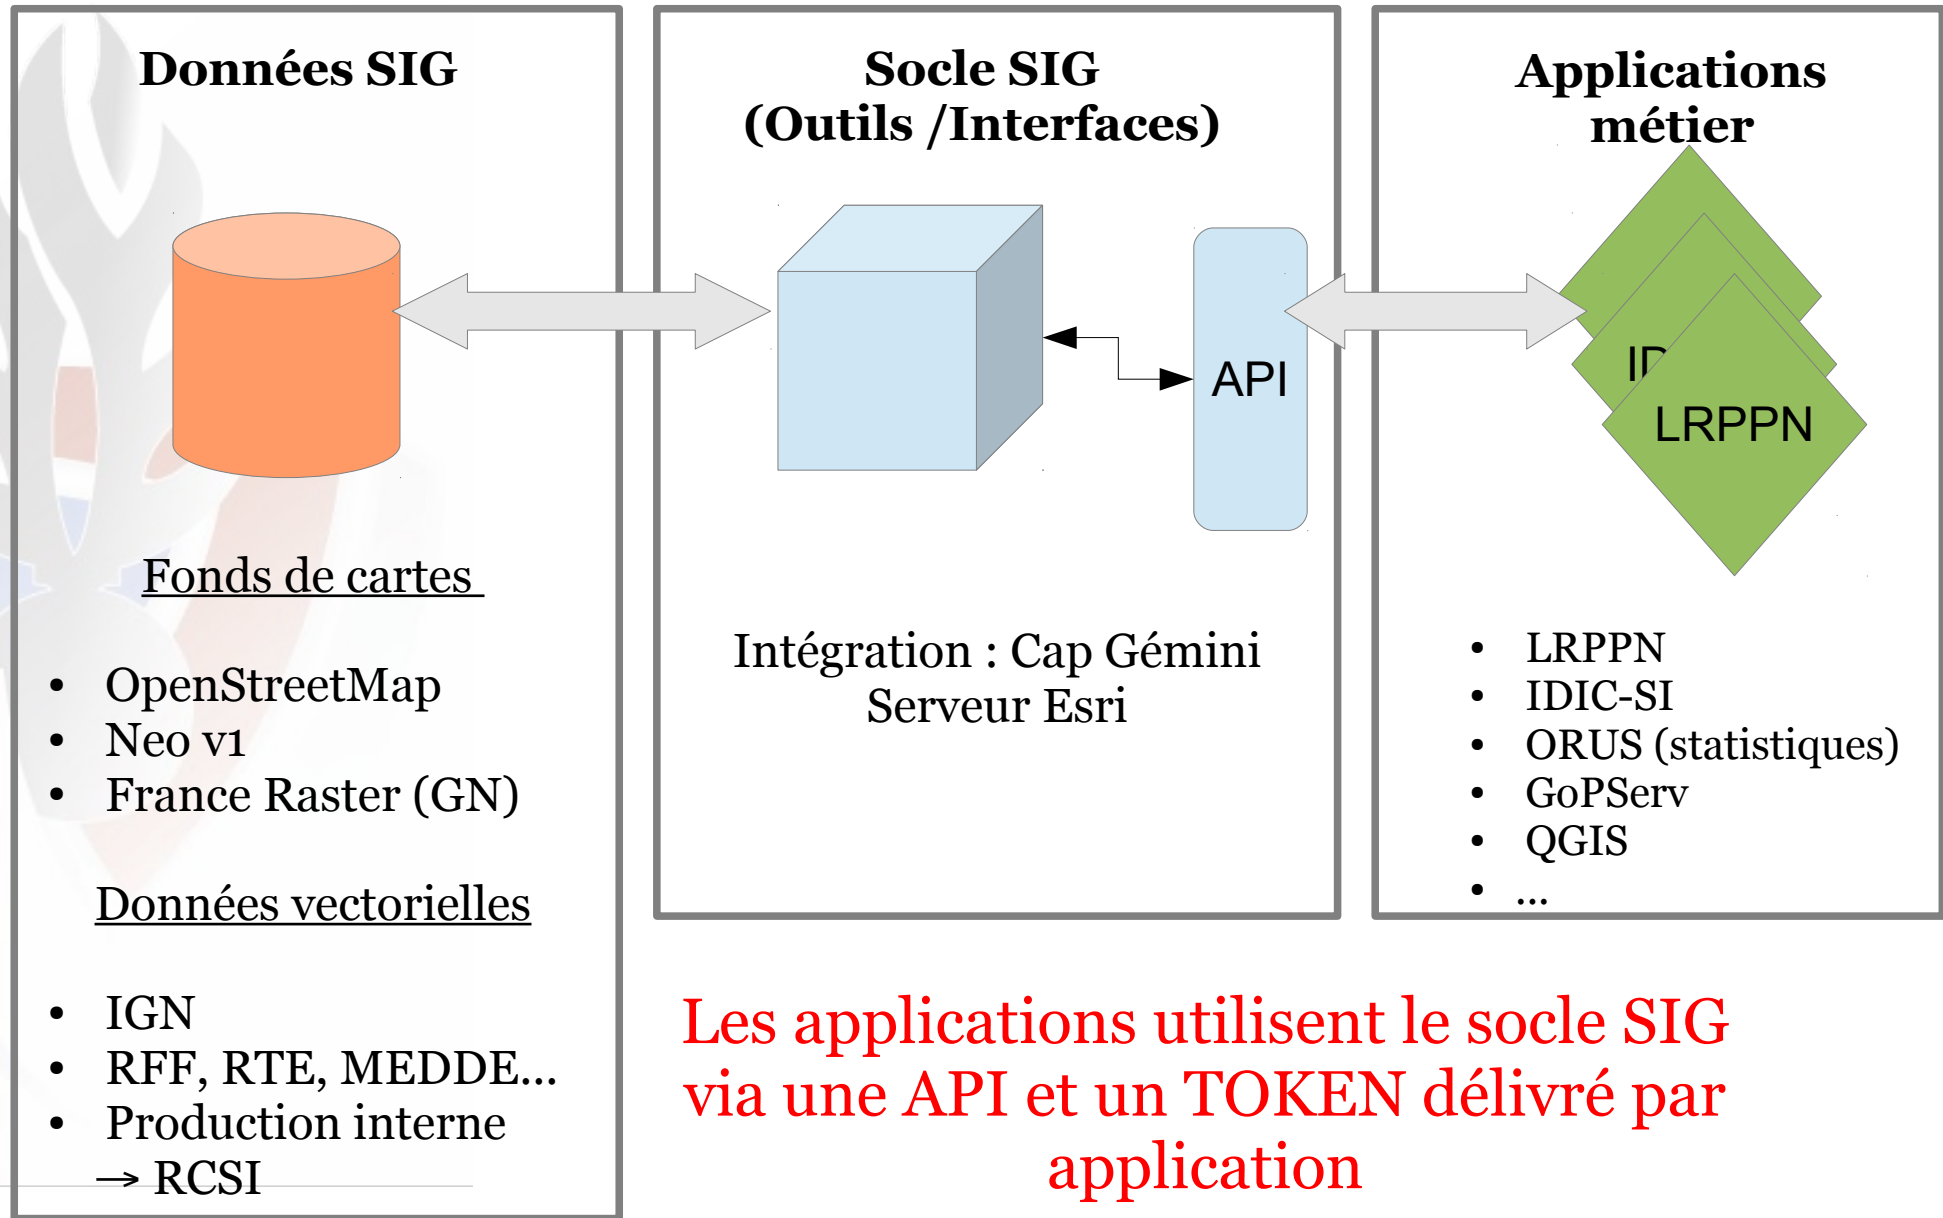 Données SIG
Fonds de cartes
• OpenStreetMap
• Neo v1
• France Raster (GN)
Données vectorielles
• IGN
• RFF, RTE, MEDDE...
• Production interne
→ RCSI
Socle SIG
(Outils /Interfaces)
API
Intégration : Cap Gémini
Serveur Esri
Applications
métier
LRPPN
• LRPPN
• IDIC-SI
• ORUS (statistiques)
• GoPServ
• QGIS
• ...
Les applications utilisent le socle SIG
via une API et un TOKEN délivré par
application